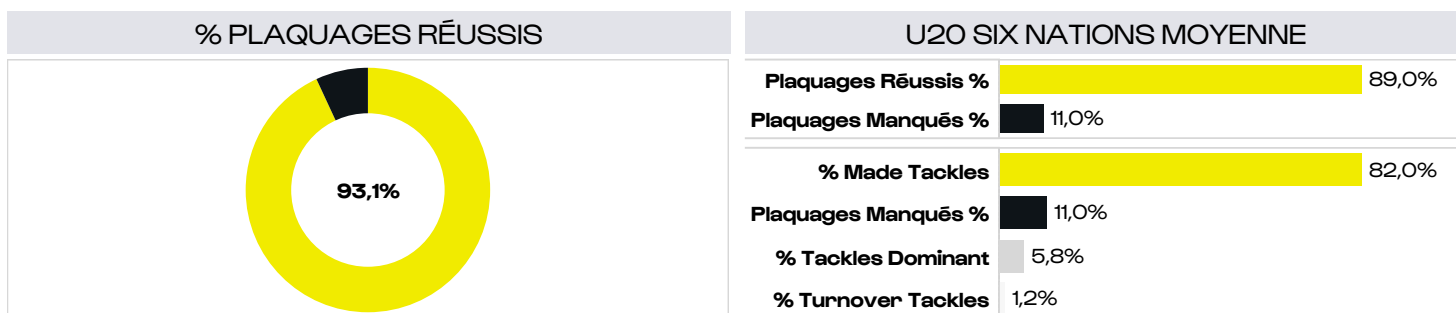 % PLAQUAGES RÉUSSIS
93,1%
U20 SIX NATIONS MOYENNE
Plaquages Réussis % 89,0%
Plaquages Manqués % 11,0%
% Made Tackles 82,0%
Plaquages Manqués % 11,0%
% Tackles Dominant 5,8%
% Turnover Tackles 1,2%